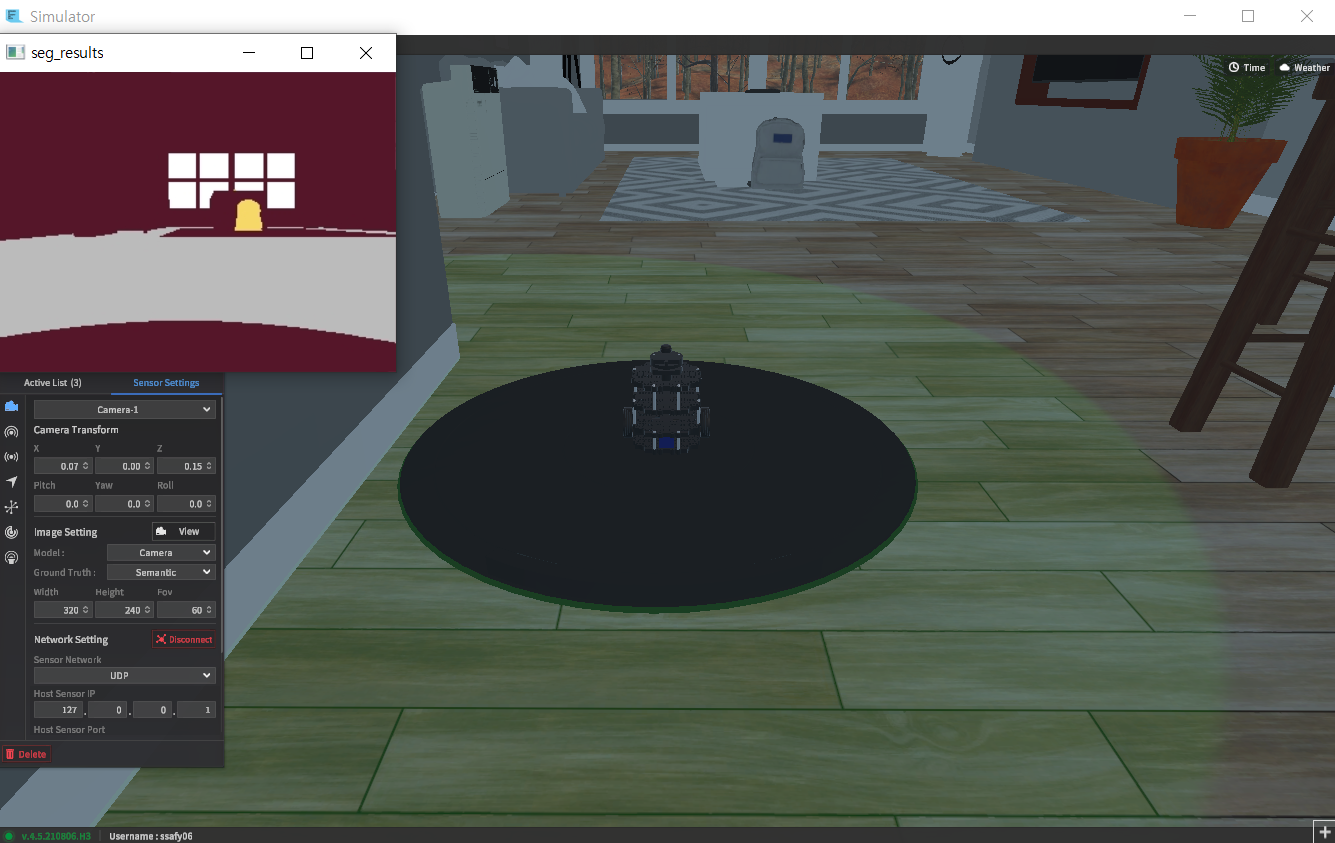 Simulator
seg_results
Time Weather
Active List (3) Sensor Settings
Camera-1
Camera Transform
X Y Z
0.07 0.00 0.15
Pitch Yaw Roll
0.0 0.0 0.0
Image Setting View
Model : Camera
Ground Truth : Semantic
Width Height Fov
320 240 60
Network Setting Disconnect
Sensor Network
UDP
Host Sensor IP
127 . 0 . 0 . 1
Host Sensor Port
Delete
v.4.5.210806.H3 Username : ssafy06